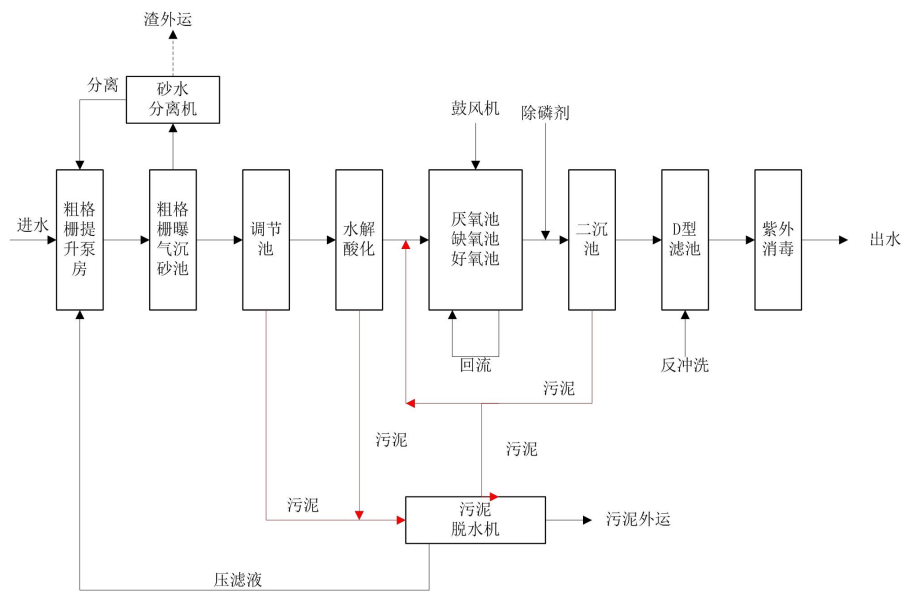 渣外运
分离
砂水
分离机
鼓风机
除磷剂
进水
粗格
栅提
升泵
房
粗格
栅曝
气沉
砂池
调节
池
水解
酸化
厌氧池
缺氧池
好氧池
二沉
池
D型
滤池
紫外
消毒
出水
回流
反冲洗
污泥
污泥
污泥
污泥
污泥
脱水机
污泥外运
压滤液